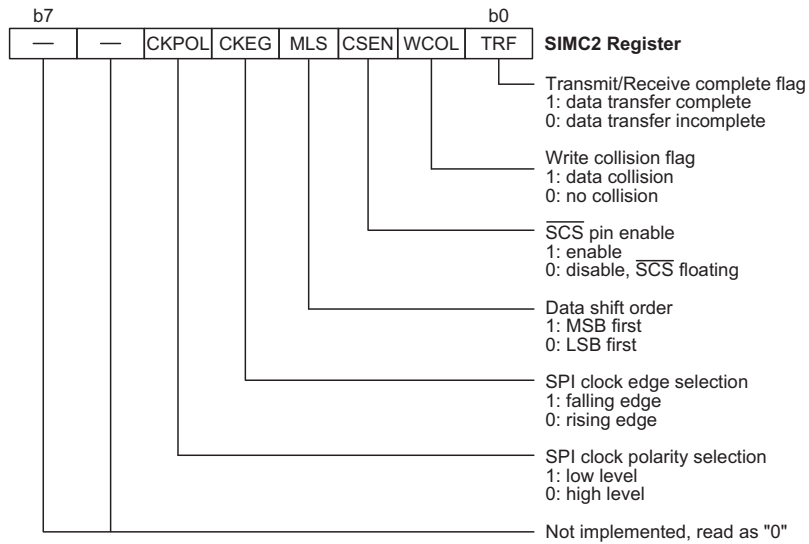 b7 b0
— — CKPOL CKEG MLS CSEN WCOL TRF SIMC2 Register
Transmit/Receive complete flag
1: data transfer complete
0: data transfer incomplete
Write collision flag
1: data collision
0: no collision
S̅C̅S̅ pin enable
1: enable
0: disable, S̅C̅S̅ floating
Data shift order
1: MSB first
0: LSB first
SPI clock edge selection
1: falling edge
0: rising edge
SPI clock polarity selection
1: low level
0: high level
Not implemented, read as "0"